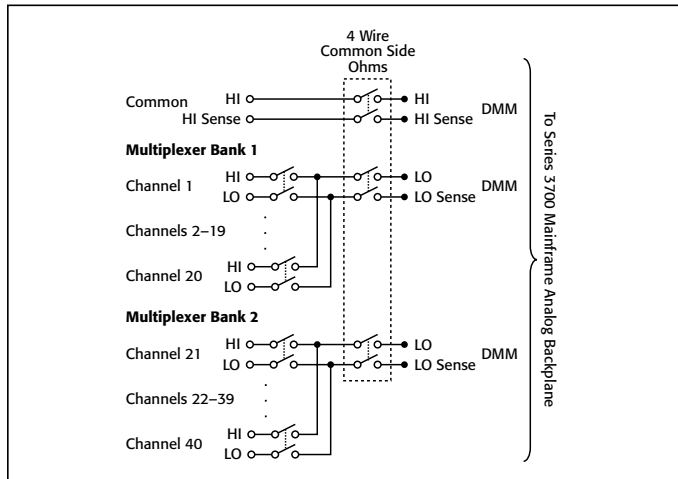 4 Wire
Common Side
Ohms
Common HI HI DMM
HI Sense HI Sense
Multiplexer Bank 1
Channel 1 HI LO DMM
LO LO Sense
Channels 2–19
Channel 20 HI
LO
Multiplexer Bank 2
Channel 21 HI LO DMM
LO LO Sense
Channels 22–39
Channel 40 HI
LO
To Series 3700 Mainframe Analog Backplane